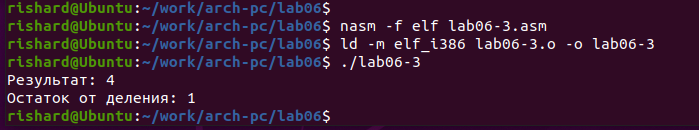 rishard@Ubuntu:~/work/arch-pc/lab06$
rishard@Ubuntu:~/work/arch-pc/lab06$ nasm -f elf lab06-3.asm
rishard@Ubuntu:~/work/arch-pc/lab06$ ld -m elf_i386 lab06-3.o -o lab06-3
rishard@Ubuntu:~/work/arch-pc/lab06$ ./lab06-3
Результат: 4
Остаток от деления: 1
rishard@Ubuntu:~/work/arch-pc/lab06$